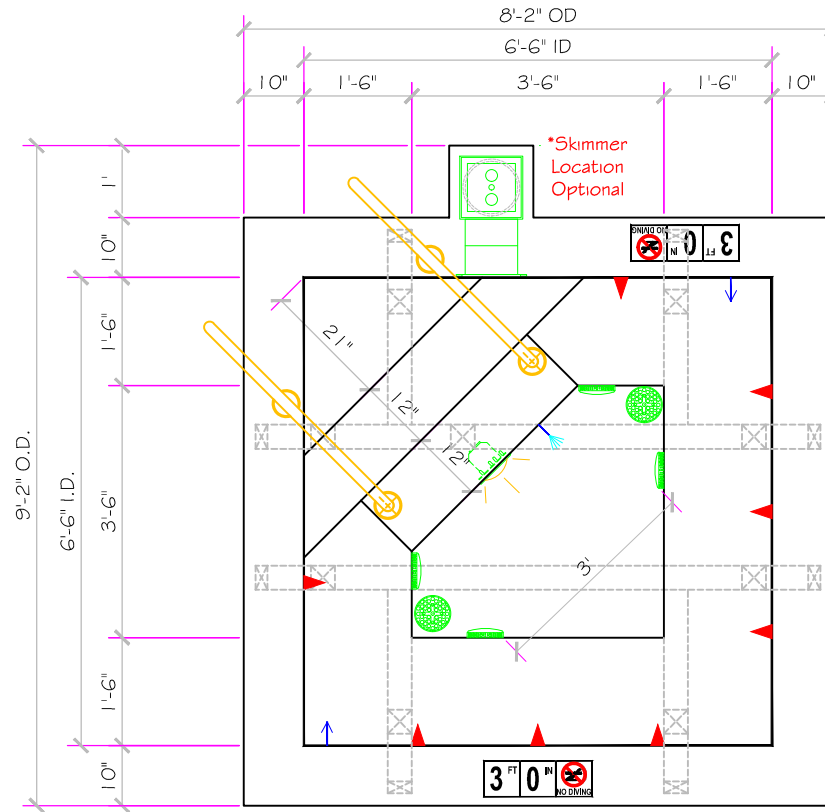 8'-2" OD
6'-6" ID
10" 1'-6" 3'-6" 1'-6" 10"
*Skimmer
Location
Optional
1'
10"
NO DIVING 0 IN 3 FT
1'-6"
21"
12"
12"
9'-2" O.D.
6'-6" I.D.
3'-6"
3'
1'-6"
10"
3 FT 0 IN NO DIVING